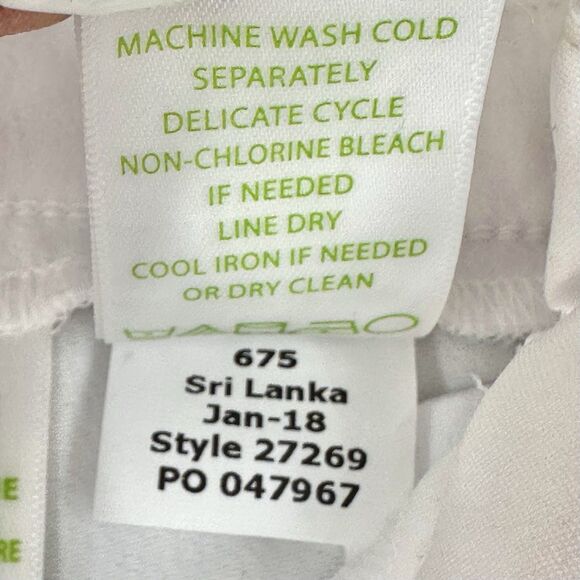 MACHINE WASH COLD
SEPARATELY
DELICATE CYCLE
NON-CHLORINE BLEACH
IF NEEDED
LINE DRY
COOL IRON IF NEEDED
OR DRY CLEAN
675
Sri Lanka
Jan-18
Style 27269
PO 047967
E
RE